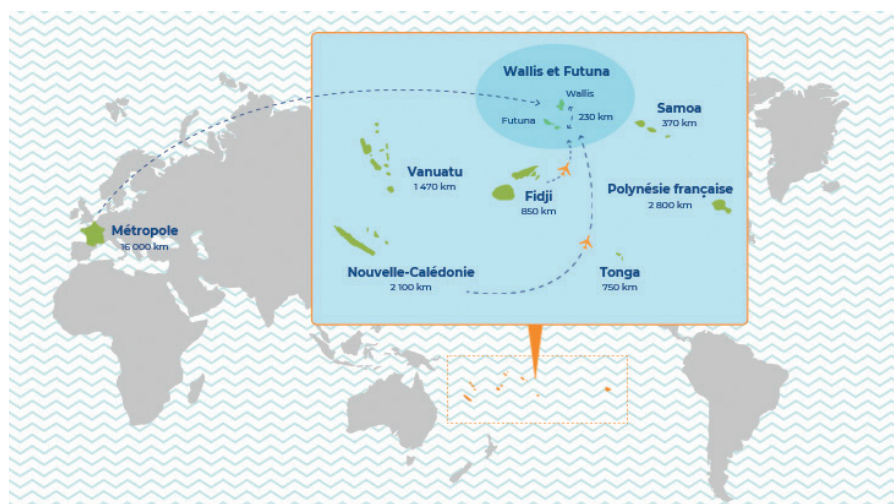 Wallis et Futuna
Wallis
Futuna
230 km
Samoa
370 km
Vanuatu
1 470 km
Fidji
850 km
Polynésie française
2 800 km
Métropole
16 000 km
Nouvelle-Calédonie
2 100 km
Tonga
750 km